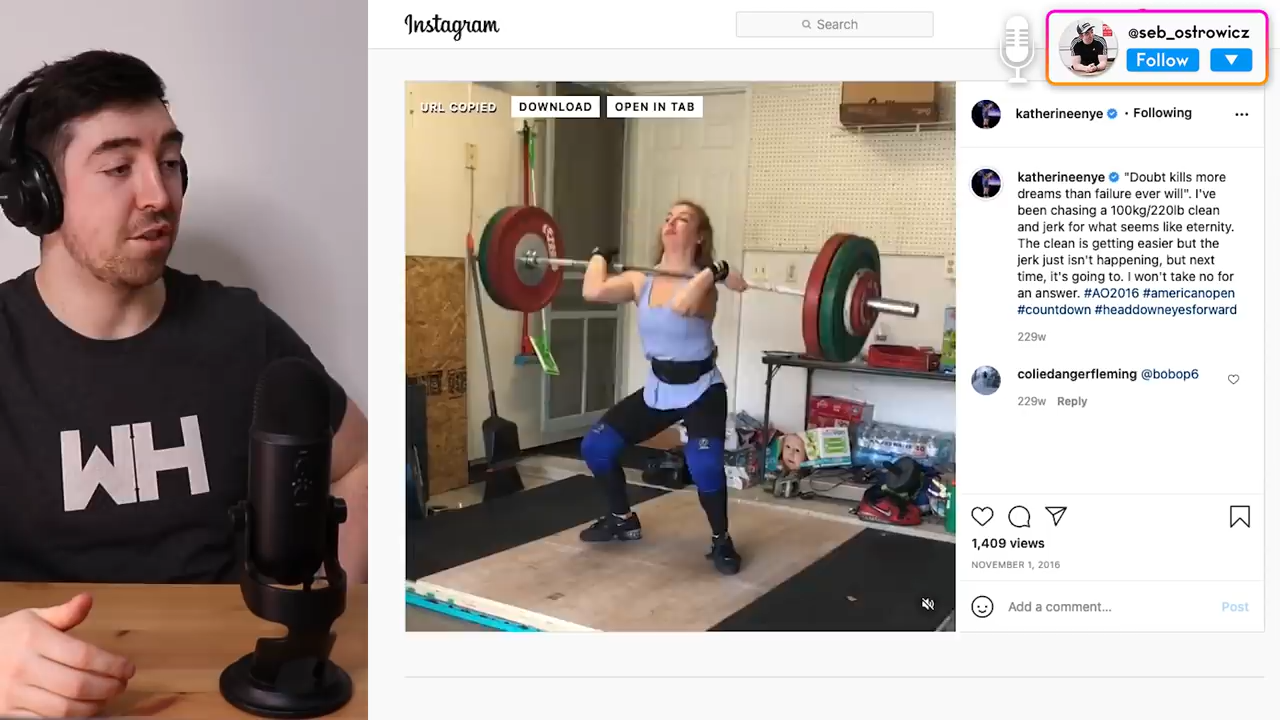 Instagram
Search
@seb_ostrowicz
Follow
URL COPIED
DOWNLOAD
OPEN IN TAB
katherineenye • Following
katherineenye "Doubt kills more
dreams than failure ever will". I've
been chasing a 100kg/220lb clean
and jerk for what seems like eternity.
The clean is getting easier but the
jerk just isn't happening, but next
time, it's going to. I won't take no for
an answer. #AO2016 #americanopen
#countdown #headdowneyesforward
229w
coliedangerfleming @bobop6
229w Reply
WH
1,409 views
NOVEMBER 1, 2016
Add a comment...
Post